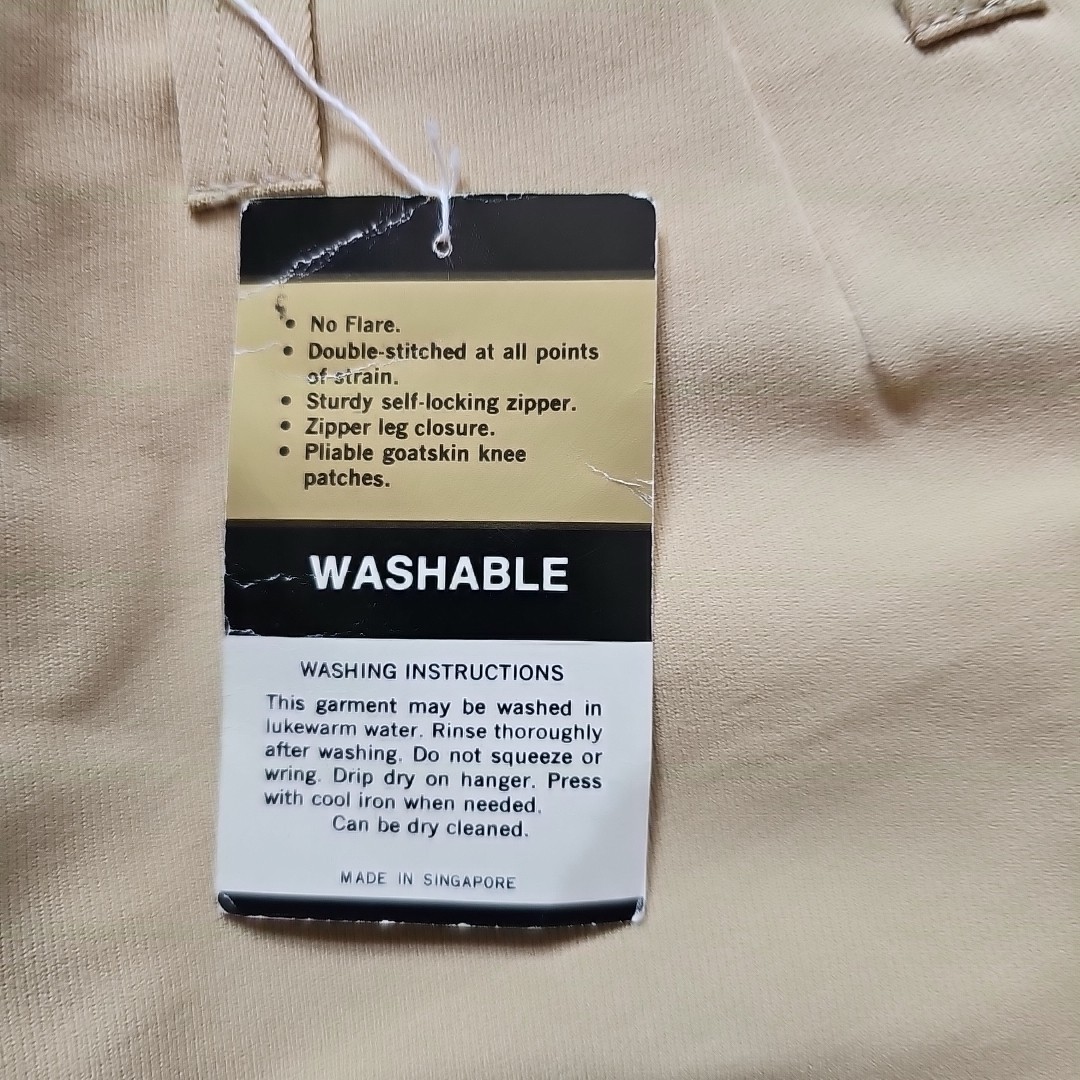 • No Flare.
• Double-stitched at all points
of strain.
• Sturdy self-locking zipper.
• Zipper leg closure.
• Pliable goatskin knee
patches.
WASHABLE
WASHING INSTRUCTIONS
This garment may be washed in
lukewarm water. Rinse thoroughly
after washing. Do not squeeze or
wring. Drip dry on hanger. Press
with cool iron when needed.
Can be dry cleaned.
MADE IN SINGAPORE